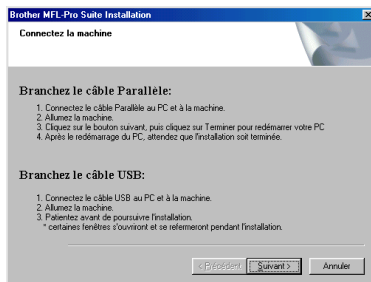 Brother MFL-Pro Suite Installation
Connectez la machine
Branchez le câble Parallèle:
1. Connectez le câble Parallèle au PC et à la machine.
2. Allumez la machine.
3. Cliquez sur le bouton suivant, puis cliquez sur Terminer pour redémarrer votre PC
4. Après le redémarrage du PC, attendez que l'installation soit terminée.
Branchez le câble USB:
1. Connectez le câble USB au PC et à la machine.
2. Allumez la machine.
3. Patientez avant de poursuivre l'installation.
* certaines fenêtres s'ouvriront et se refermeront pendant l'installation.
< Précédent Suivant > Annuler